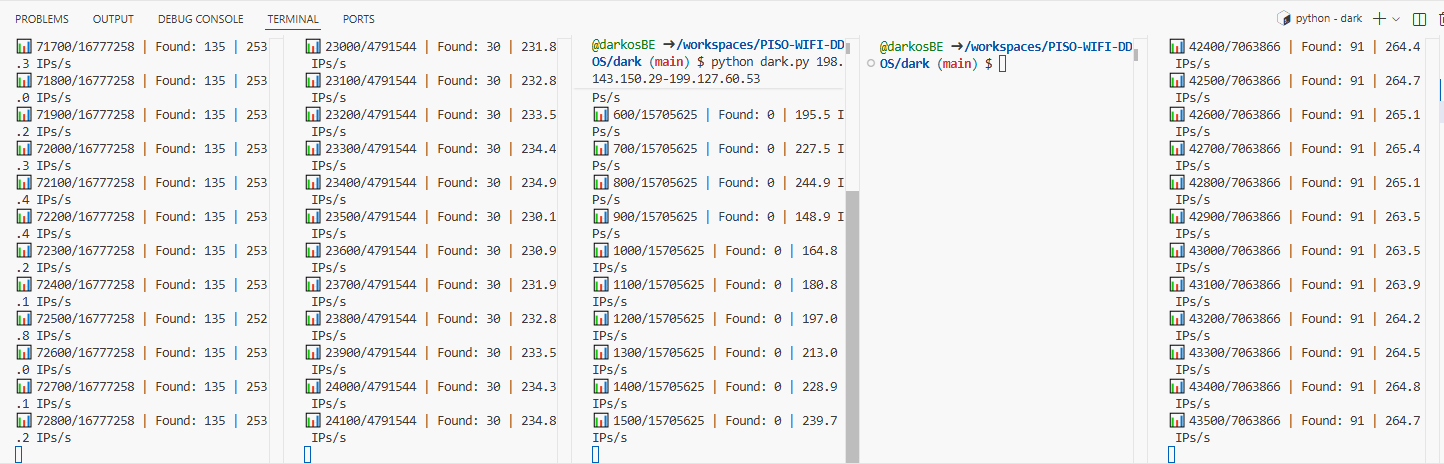 PROBLEMS OUTPUT DEBUG CONSOLE TERMINAL PORTS
python - dark
71700/16777258 | Found: 135 | 253
.3 IPs/s
71800/16777258 | Found: 135 | 253
.0 IPs/s
71900/16777258 | Found: 135 | 253
.2 IPs/s
72000/16777258 | Found: 135 | 253
.3 IPs/s
72100/16777258 | Found: 135 | 253
.4 IPs/s
72200/16777258 | Found: 135 | 253
.4 IPs/s
72300/16777258 | Found: 135 | 253
.2 IPs/s
72400/16777258 | Found: 135 | 253
.1 IPs/s
72500/16777258 | Found: 135 | 252
.8 IPs/s
72600/16777258 | Found: 135 | 253
.0 IPs/s
72700/16777258 | Found: 135 | 253
.1 IPs/s
72800/16777258 | Found: 135 | 253
.2 IPs/s
23000/4791544 | Found: 30 | 231.8
IPs/s
23100/4791544 | Found: 30 | 232.8
IPs/s
23200/4791544 | Found: 30 | 233.5
IPs/s
23300/4791544 | Found: 30 | 234.4
IPs/s
23400/4791544 | Found: 30 | 234.9
IPs/s
23500/4791544 | Found: 30 | 230.1
IPs/s
23600/4791544 | Found: 30 | 230.9
IPs/s
23700/4791544 | Found: 30 | 231.9
IPs/s
23800/4791544 | Found: 30 | 232.8
IPs/s
23900/4791544 | Found: 30 | 233.5
IPs/s
24000/4791544 | Found: 30 | 234.3
IPs/s
24100/4791544 | Found: 30 | 234.8
IPs/s
@darkosBE ➜/workspaces/PISO-WIFI-DD
OS/dark (main) $ python dark.py 198.
143.150.29-199.127.60.53
Ps/s
600/15705625 | Found: 0 | 195.5 I
Ps/s
700/15705625 | Found: 0 | 227.5 I
Ps/s
800/15705625 | Found: 0 | 244.9 I
Ps/s
900/15705625 | Found: 0 | 148.9 I
Ps/s
1000/15705625 | Found: 0 | 164.8
IPs/s
1100/15705625 | Found: 0 | 180.8
IPs/s
1200/15705625 | Found: 0 | 197.0
IPs/s
1300/15705625 | Found: 0 | 213.0
IPs/s
1400/15705625 | Found: 0 | 228.9
IPs/s
1500/15705625 | Found: 0 | 239.7
IPs/s
@darkosBE ➜/workspaces/PISO-WIFI-DD
OS/dark (main) $
42400/7063866 | Found: 91 | 264.4
IPs/s
42500/7063866 | Found: 91 | 264.7
IPs/s
42600/7063866 | Found: 91 | 265.1
IPs/s
42700/7063866 | Found: 91 | 265.4
IPs/s
42800/7063866 | Found: 91 | 265.1
IPs/s
42900/7063866 | Found: 91 | 263.5
IPs/s
43000/7063866 | Found: 91 | 263.5
IPs/s
43100/7063866 | Found: 91 | 263.9
IPs/s
43200/7063866 | Found: 91 | 264.2
IPs/s
43300/7063866 | Found: 91 | 264.5
IPs/s
43400/7063866 | Found: 91 | 264.8
IPs/s
43500/7063866 | Found: 91 | 264.7
IPs/s